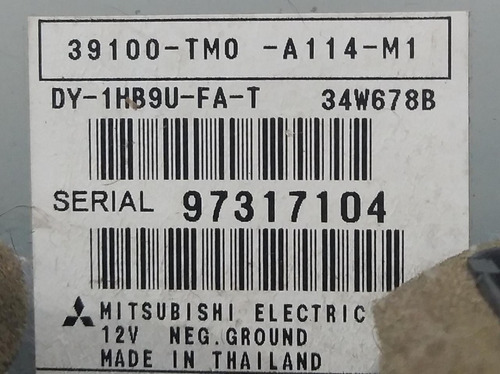 39100-TM0 -A114-M1
DY-1HB9U-FA-T 34W678B
SERIAL 97317104
MITSUBISHI ELECTRIC
12V NEG.GROUND
MADE IN THAILAND